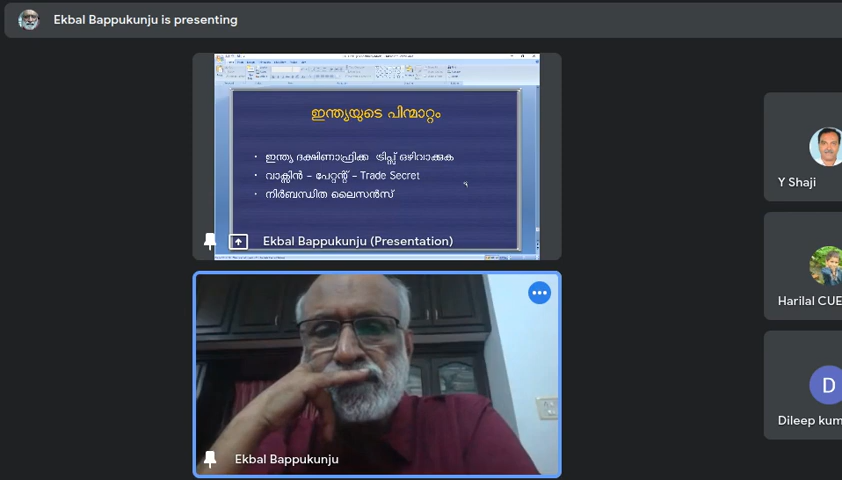 Ekbal Bappukunju is presenting
ഇന്ത്യയുടെ പിന്മാറ്റം
• ഇന്ത്യ ദക്ഷിണാഫ്രിക്ക ട്രിപ്പ് ഒഴിവാക്കുക
• വാക്സിൻ – പേറ്റന്റ് – Trade Secret
• നിർബന്ധിത ലൈസൻസ്
Ekbal Bappukunju (Presentation)
Ekbal Bappukunju
Y Shaji
Harilal CUE
D
Dileep kum